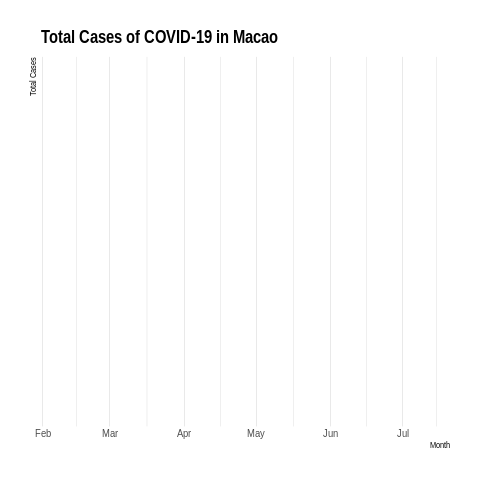 Total Cases of COVID-19 in Macao
Total Cases
Feb Mar Apr May Jun Jul
Month